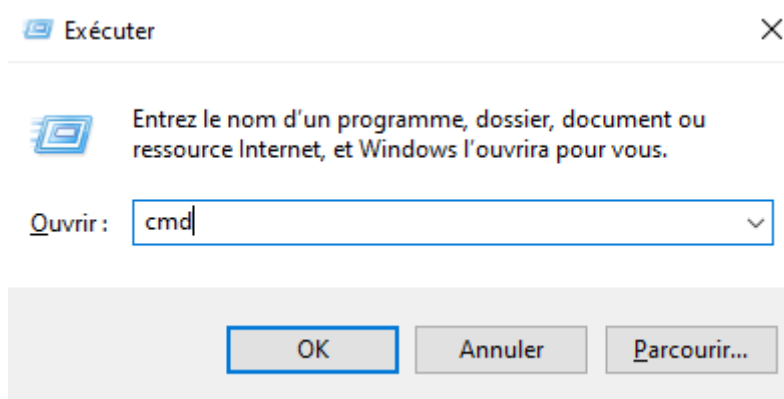 Exécuter
Entrez le nom d'un programme, dossier, document ou
ressource Internet, et Windows l'ouvrira pour vous.
Ouvrir : cmd
OK Annuler Parcourir...